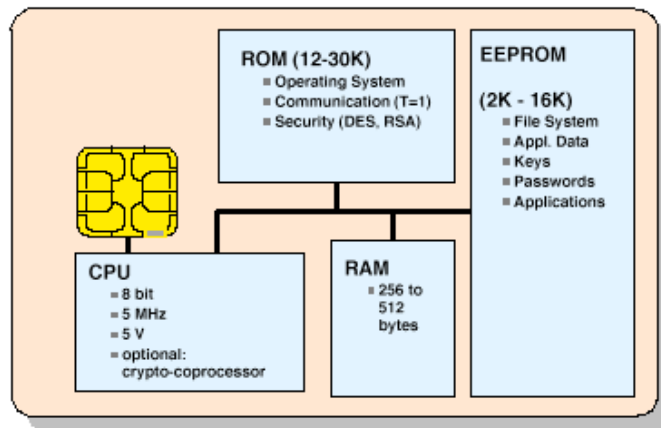 ROM (12-30K)
Operating System
Communication (T=1)
Security (DES, RSA)
EEPROM
(2K - 16K)
File System
Appl. Data
Keys
Passwords
Applications
CPU
8 bit
5 MHz
5 V
optional:
crypto-coprocessor
RAM
256 to
512
bytes